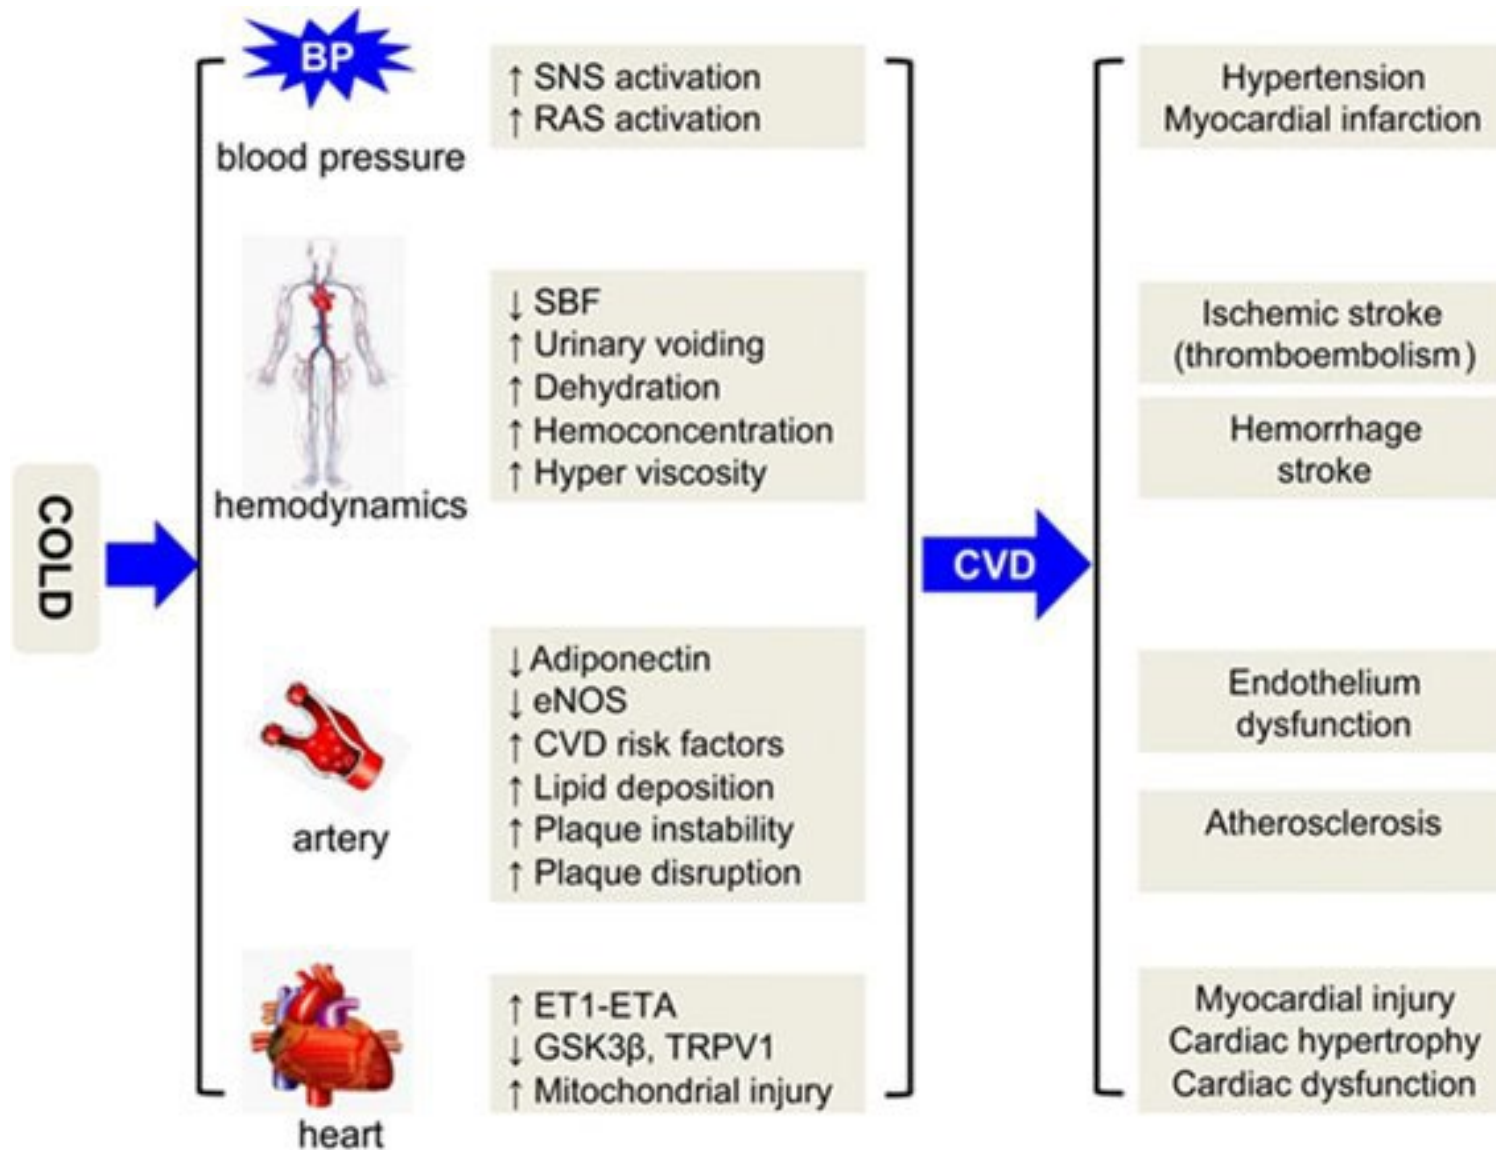 COLD
BP
blood pressure
↑ SNS activation
↑ RAS activation
hemodynamics
↓ SBF
↑ Urinary voiding
↑ Dehydration
↑ Hemoconcentration
↑ Hyper viscosity
artery
↓ Adiponectin
↓ eNOS
↑ CVD risk factors
↑ Lipid deposition
↑ Plaque instability
↑ Plaque disruption
heart
↑ ET1-ETA
↓ GSK3β, TRPV1
↑ Mitochondrial injury
CVD
Hypertension
Myocardial infarction
Ischemic stroke
(thromboembolism)
Hemorrhage
stroke
Endothelium
dysfunction
Atherosclerosis
Myocardial injury
Cardiac hypertrophy
Cardiac dysfunction